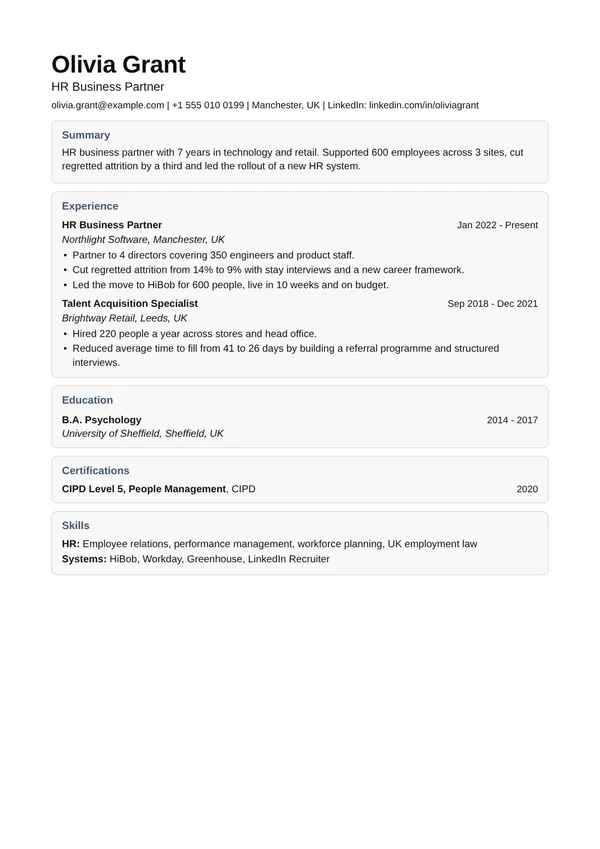 Olivia Grant
HR Business Partner
olivia.grant@example.com | +1 555 010 0199 | Manchester, UK | LinkedIn: linkedin.com/in/oliviagrant
Summary
HR business partner with 7 years in technology and retail. Supported 600 employees across 3 sites, cut
regretted attrition by a third and led the rollout of a new HR system.
Experience
HR Business Partner Jan 2022 - Present
Northlight Software, Manchester, UK
• Partner to 4 directors covering 350 engineers and product staff.
• Cut regretted attrition from 14% to 9% with stay interviews and a new career framework.
• Led the move to HiBob for 600 people, live in 10 weeks and on budget.
Talent Acquisition Specialist Sep 2018 - Dec 2021
Brightway Retail, Leeds, UK
• Hired 220 people a year across stores and head office.
• Reduced average time to fill from 41 to 26 days by building a referral programme and structured
interviews.
Education
B.A. Psychology 2014 - 2017
University of Sheffield, Sheffield, UK
Certifications
CIPD Level 5, People Management, CIPD 2020
Skills
HR: Employee relations, performance management, workforce planning, UK employment law
Systems: HiBob, Workday, Greenhouse, LinkedIn Recruiter